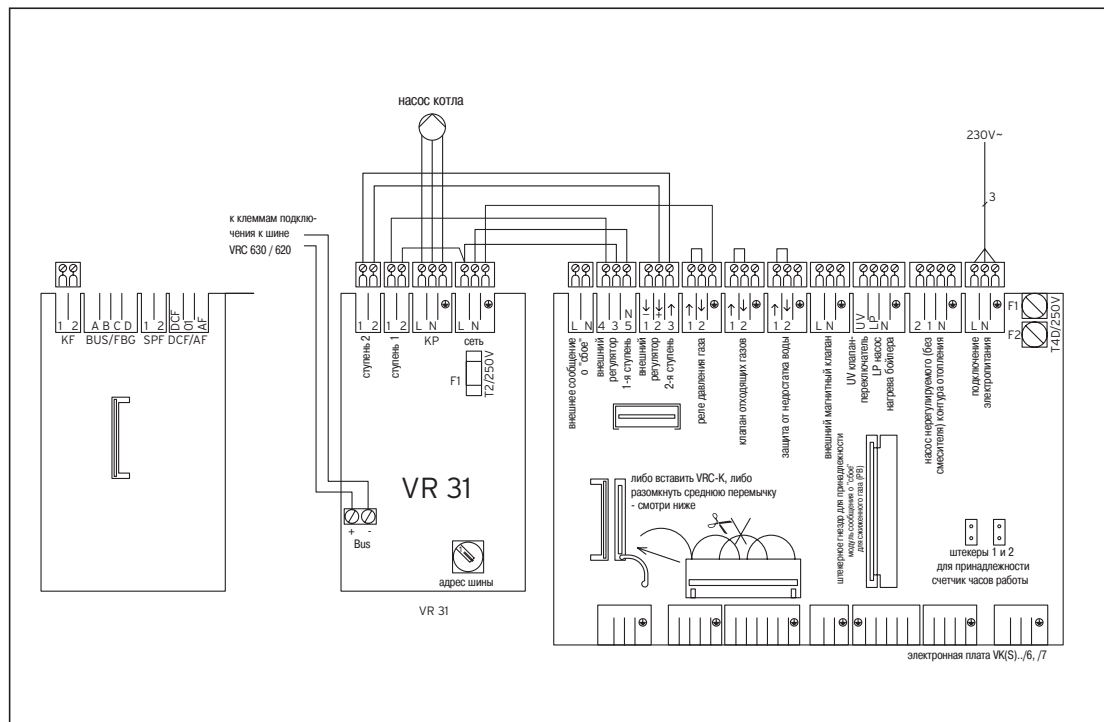 насос котла
230V~
3
к клеммам подклю-
чения к шине
VRC 630 / 620
1 2
KF
A B C D
BUS/FBG
1 2
SPF
DCF
01
AF
DCF/AF
1 2
ступень 2
1 2
ступень 1
L N
KP
L N
сеть
F1
T2/250V
VR 31
+ -
Bus
адрес шины
VR 31
L N
внешнее сообщение
о "сбое"
4 3 5
N
внешний
регулятор
1-я ступень
- +
1 2 3
внешний
регулятор
2-я ступень
1 2
реле давления газа
1 2
клапан отходящих газов
1 2
защита от недостатка воды
L N
внешний магнитный клапан
UV
LP
N
UV клапан-
переключатель
LP насос
нагрева бойлера
2 1 N
насос нерегулируемого (без
смесителя) контура отопления
L N
подключение
электропитания
F1
F2
T4D/250V
либо вставить VRC-K, либо
разомкнуть среднюю перемычку
- смотри ниже
штекерное гнездо для принадлежности
модуль сообщения о "сбое"
для сжиженного газа (PB)
штекеры 1 и 2
для принадлежности
счетчик часов работы
электронная плата VK(S)../6, /7